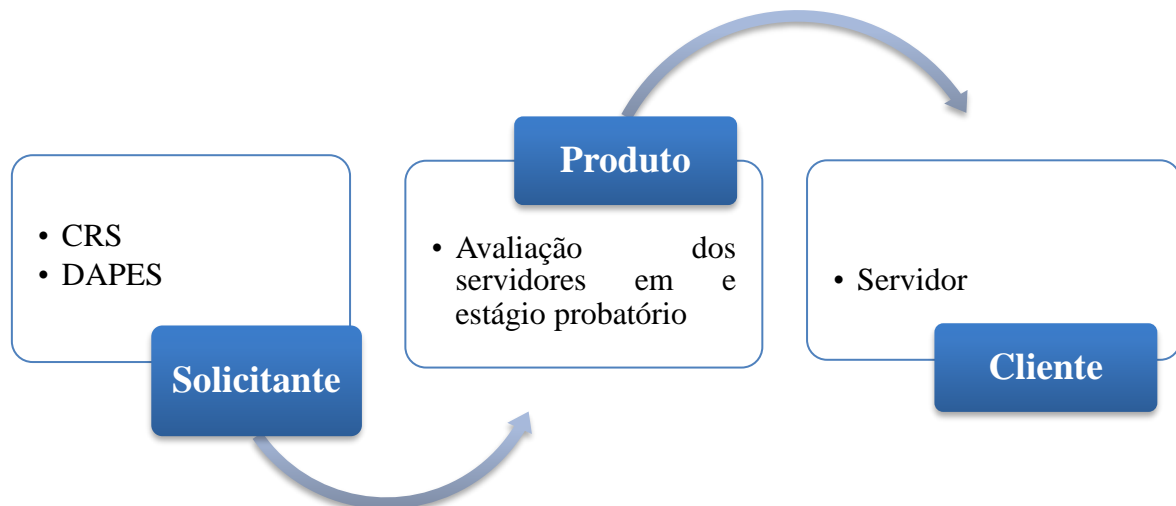 • CRS
• DAPES
Solicitante
Produto
• Avaliação dos
servidores em e
estágio probatório
• Servidor
Cliente